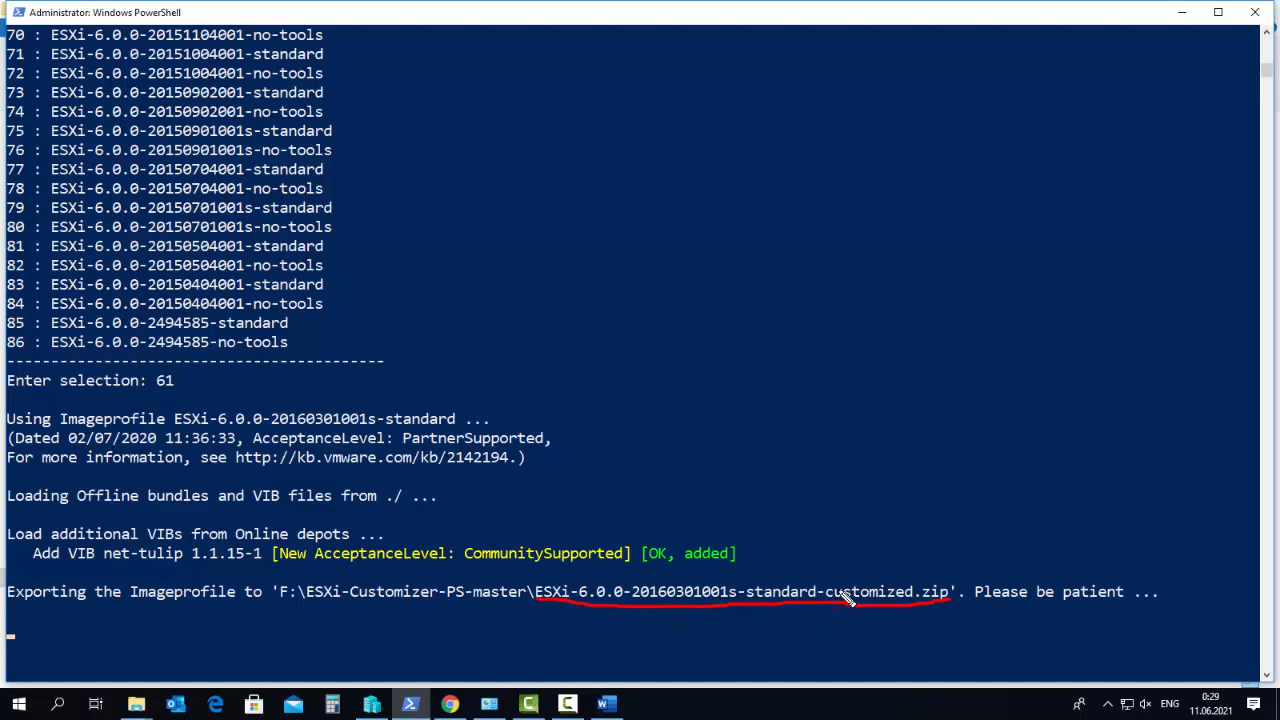 Administrator: Windows PowerShell
70 : ESXi-6.0.0-20151104001-no-tools
71 : ESXi-6.0.0-20151004001-standard
72 : ESXi-6.0.0-20151004001-no-tools
73 : ESXi-6.0.0-20150902001-standard
74 : ESXi-6.0.0-20150902001-no-tools
75 : ESXi-6.0.0-20150901001s-standard
76 : ESXi-6.0.0-20150901001s-no-tools
77 : ESXi-6.0.0-20150704001-standard
78 : ESXi-6.0.0-20150704001-no-tools
79 : ESXi-6.0.0-20150701001s-standard
80 : ESXi-6.0.0-20150701001s-no-tools
81 : ESXi-6.0.0-20150504001-standard
82 : ESXi-6.0.0-20150504001-no-tools
83 : ESXi-6.0.0-20150404001-standard
84 : ESXi-6.0.0-20150404001-no-tools
85 : ESXi-6.0.0-2494585-standard
86 : ESXi-6.0.0-2494585-no-tools
-------------------------------------------
Enter selection: 61
Using Imageprofile ESXi-6.0.0-20160301001s-standard ...
(Dated 02/07/2020 11:36:33, AcceptanceLevel: PartnerSupported,
For more information, see http://kb.vmware.com/kb/2142194.)
Loading Offline bundles and VIB files from ./ ...
Load additional VIBs from Online depots ...
Add VIB net-tulip 1.1.15-1 [New AcceptanceLevel: CommunitySupported] [OK, added]
Exporting the Imageprofile to 'F:\ESXi-Customizer-PS-master\ESXi-6.0.0-20160301001s-standard-customized.zip'. Please be patient ...
ENG
0:29
11.06.2021